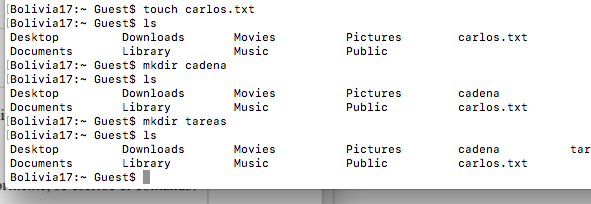 [Bolivia17:~ Guest$ touch carlos.txt
[Bolivia17:~ Guest$ ls
Desktop Downloads Movies Pictures carlos.txt
Documents Library Music Public
[Bolivia17:~ Guest$ mkdir cadena
[Bolivia17:~ Guest$ ls
Desktop Downloads Movies Pictures cadena
Documents Library Music Public carlos.txt
[Bolivia17:~ Guest$ mkdir tareas
[Bolivia17:~ Guest$ ls
Desktop Downloads Movies Pictures cadena tar
Documents Library Music Public carlos.txt
Bolivia17:~ Guest$